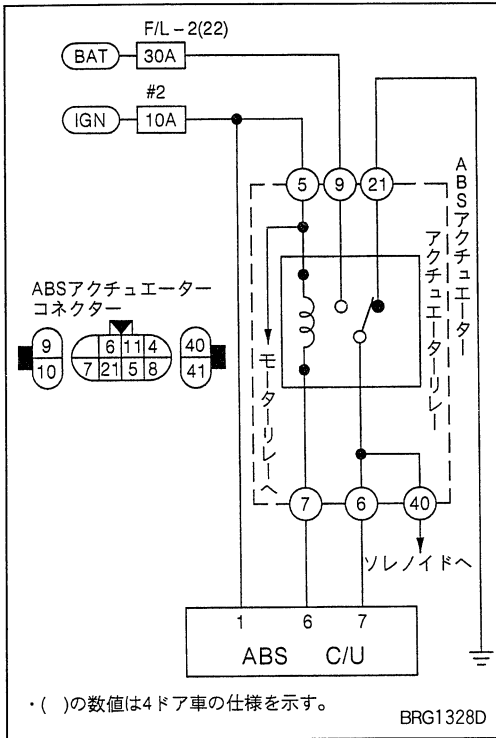 F/L-2(22)
BAT 30A
#2
IGN 10A
5 9 21
ABSアクチュエーター
アクチュエーターリレー
モーターリレーへ
ABSアクチュエーター
コネクター
9 6 11 4 40
10 7 21 5 8 41
7 6 40
ソレノイドへ
1 6 7
ABS C/U
・( )の数値は4ドア車の仕様を示す。
BRG1328D